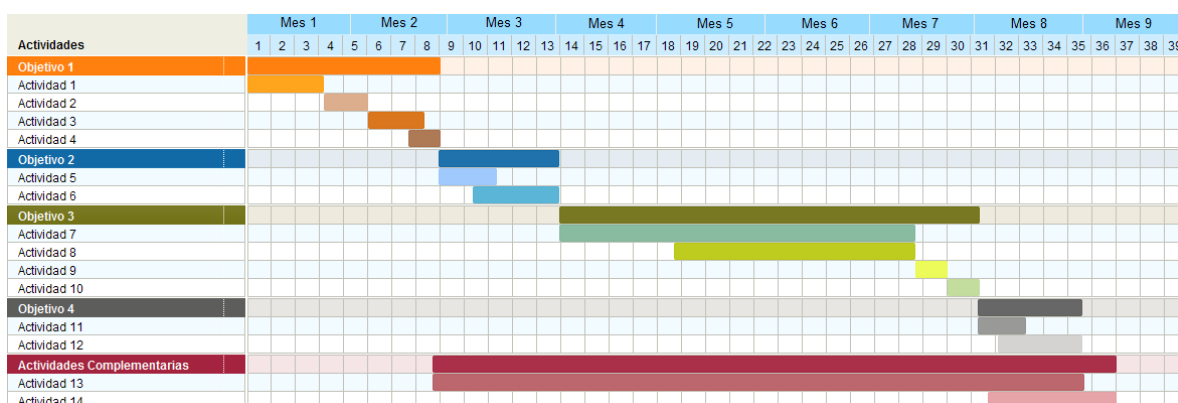 Mes 1 Mes 2 Mes 3 Mes 4 Mes 5 Mes 6 Mes 7 Mes 8 Mes 9
Actividades 1 2 3 4 5 6 7 8 9 10 11 12 13 14 15 16 17 18 19 20 21 22 23 24 25 26 27 28 29 30 31 32 33 34 35 36 37 38 39
Objetivo 1
Actividad 1
Actividad 2
Actividad 3
Actividad 4
Objetivo 2
Actividad 5
Actividad 6
Objetivo 3
Actividad 7
Actividad 8
Actividad 9
Actividad 10
Objetivo 4
Actividad 11
Actividad 12
Actividades Complementarias
Actividad 13
Actividad 14